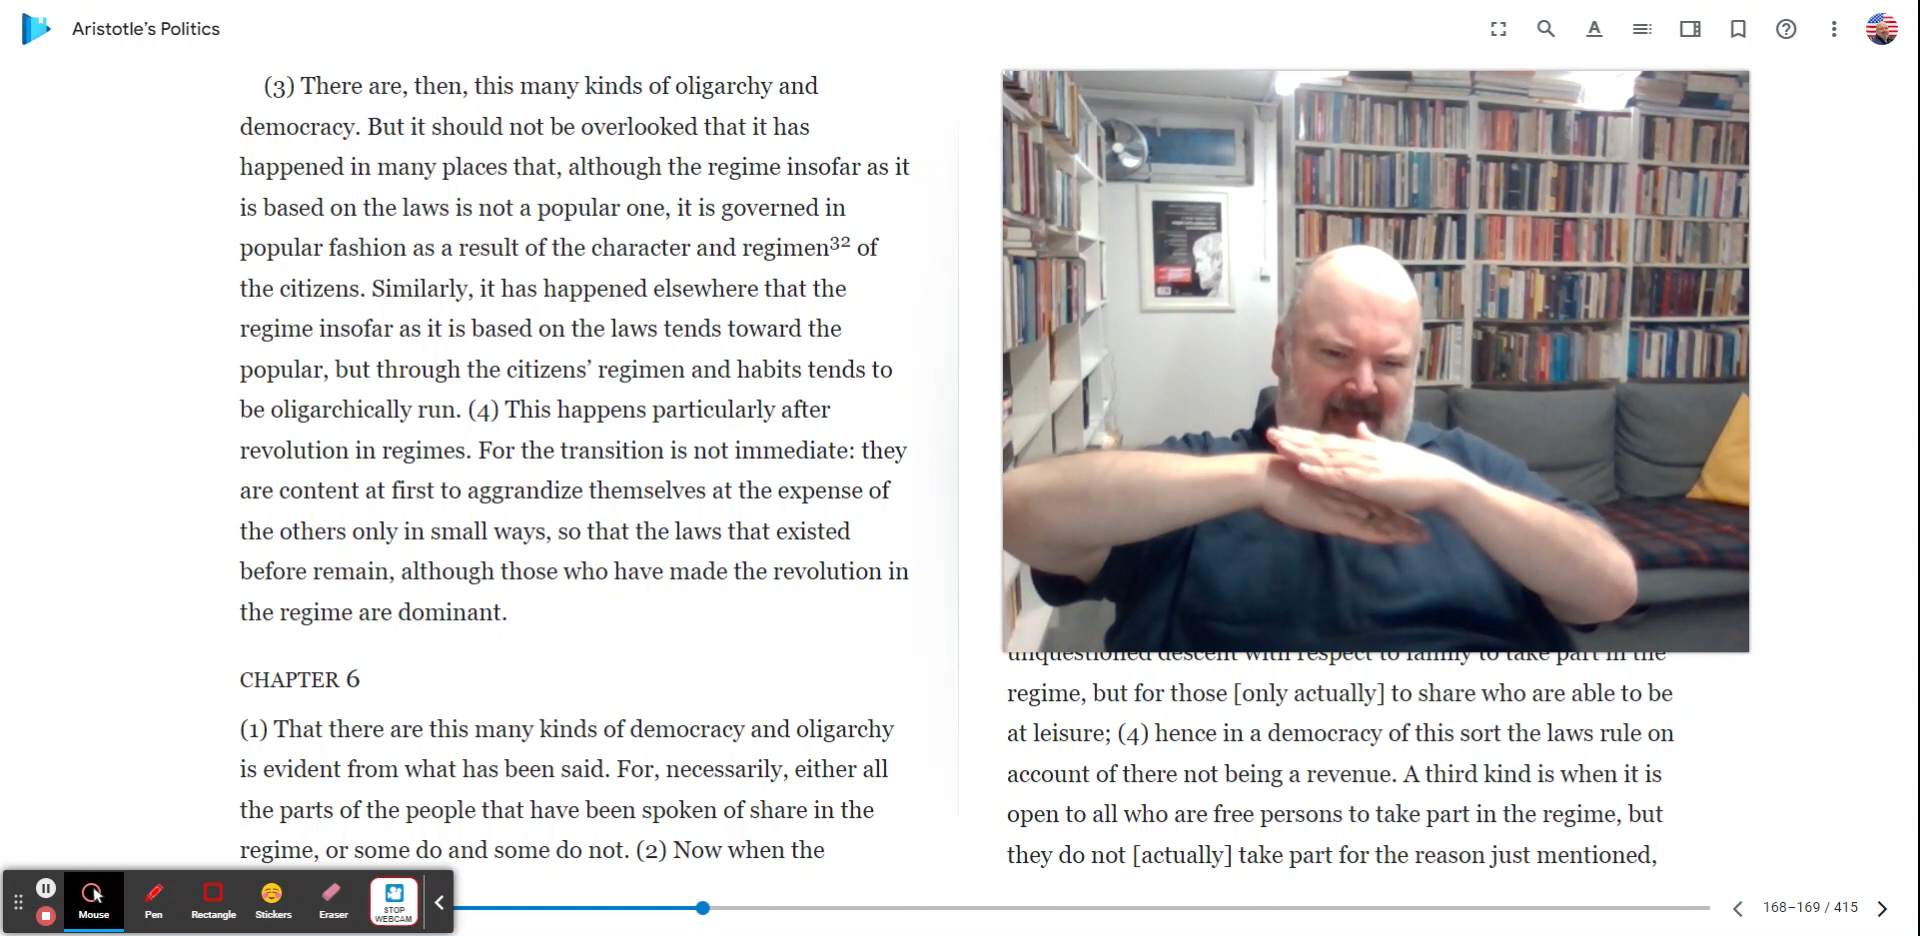 Aristotle’s Politics
(3) There are, then, this many kinds of oligarchy and
democracy. But it should not be overlooked that it has
happened in many places that, although the regime insofar as it
is based on the laws is not a popular one, it is governed in
popular fashion as a result of the character and regimen32 of
the citizens. Similarly, it has happened elsewhere that the
regime insofar as it is based on the laws tends toward the
popular, but through the citizens’ regimen and habits tends to
be oligarchically run. (4) This happens particularly after
revolution in regimes. For the transition is not immediate: they
are content at first to aggrandize themselves at the expense of
the others only in small ways, so that the laws that existed
before remain, although those who have made the revolution in
the regime are dominant.
CHAPTER 6
(1) That there are this many kinds of democracy and oligarchy
is evident from what has been said. For, necessarily, either all
the parts of the people that have been spoken of share in the
regime, or some do and some do not. (2) Now when the
unquestioned descent with respect to family to take part in the
regime, but for those [only actually] to share who are able to be
at leisure; (4) hence in a democracy of this sort the laws rule on
account of there not being a revenue. A third kind is when it is
open to all who are free persons to take part in the regime, but
they do not [actually] take part for the reason just mentioned,
Mouse
Pen
Rectangle
Stickers
Eraser
STOP
WEBCAM
168–169 / 415